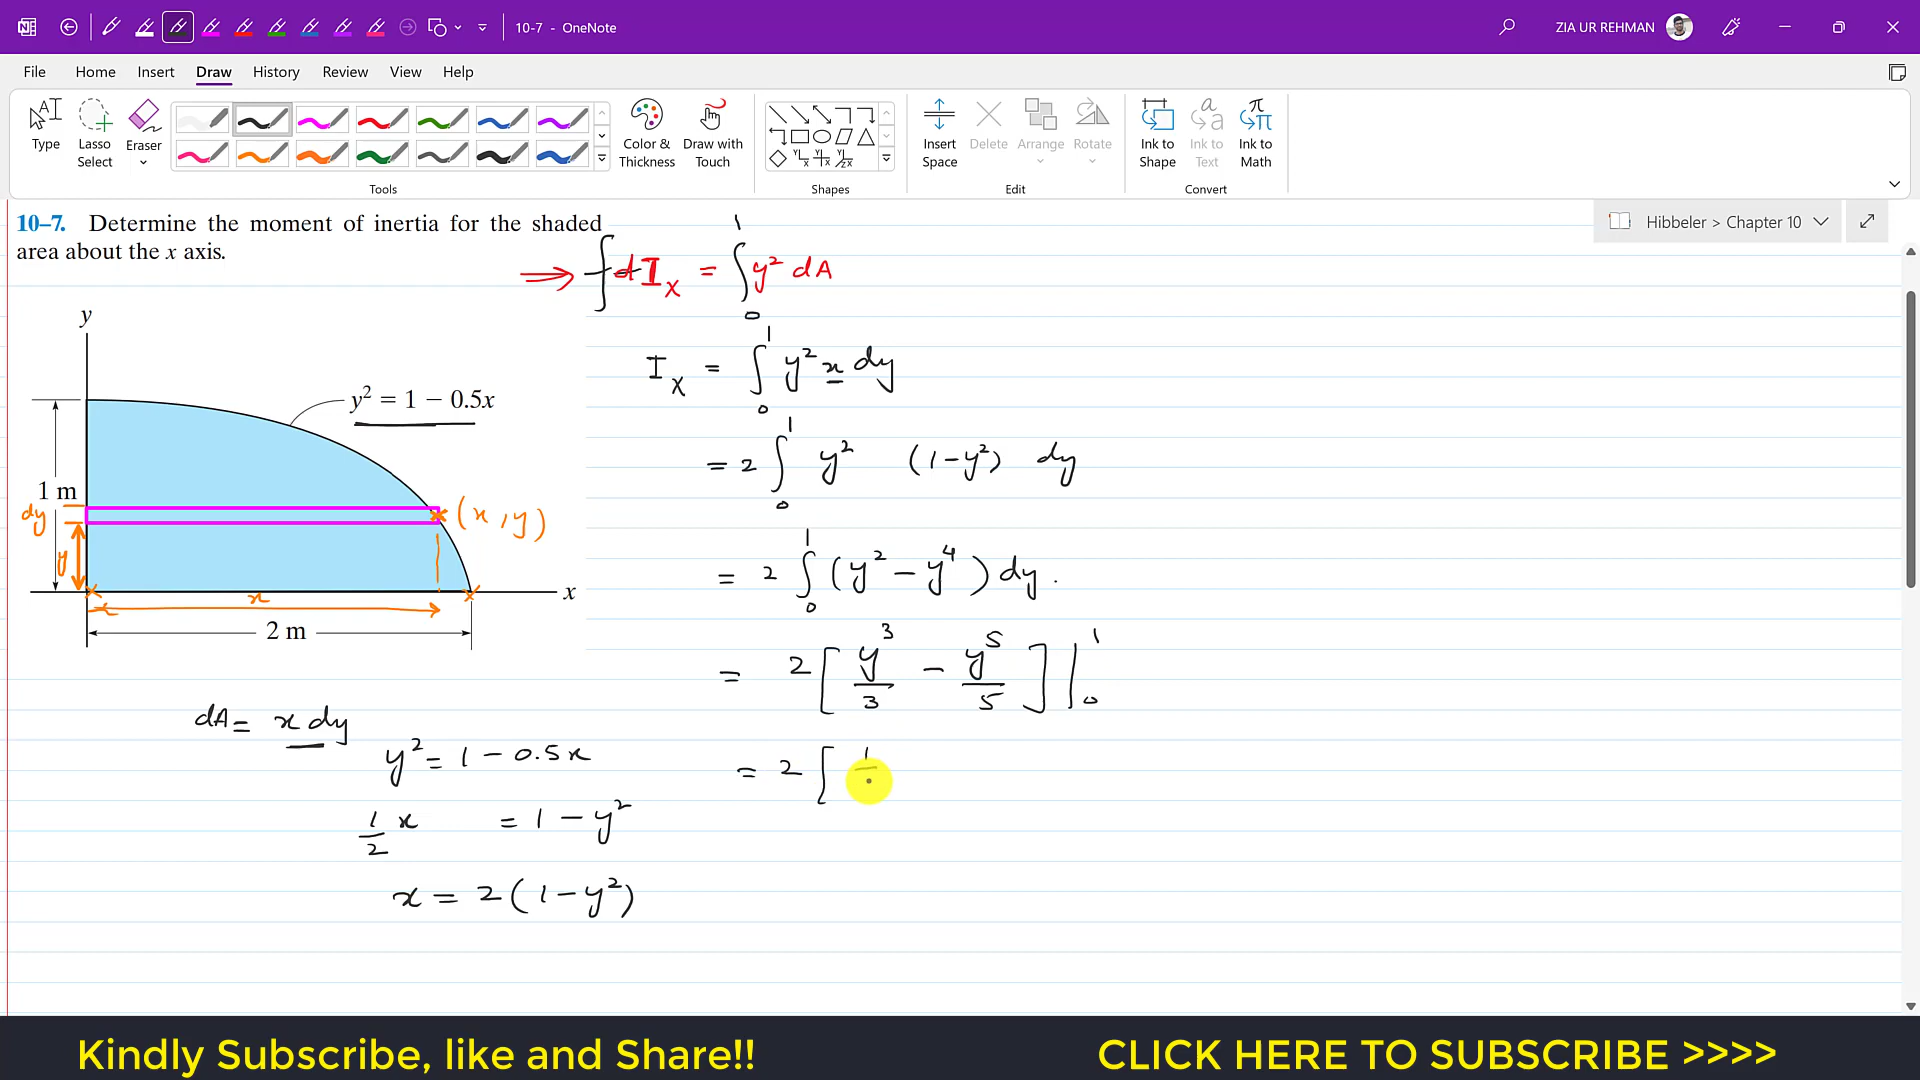 10-7 - OneNote
ZIA UR REHMAN
File Home Insert Draw History Review View Help
Type
Lasso Select
Eraser
Color & Thickness
Draw with Touch
Insert Space
Delete
Arrange
Rotate
Ink to Shape
Ink to Text
Ink to Math
Tools
Shapes
Edit
Convert
Hibbeler > Chapter 10
10–7. Determine the moment of inertia for the shaded
area about the x axis.
⇒ ∫dI_x = ∫₀¹ y² dA
I_x = ∫₀¹ y² x dy
= 2 ∫₀¹ y² (1-y²) dy
= 2 ∫₀¹ (y² - y⁴) dy.
= 2 [ y³/3 - y⁵/5 ] |₀¹
= 2 [ 1
y
y² = 1 − 0.5x
1 m
dy
(x, y)
y
x
x
x
2 m
dA = x dy
y² = 1 - 0.5x
1/2 x = 1 - y²
x = 2(1-y²)
Kindly Subscribe, like and Share!!
CLICK HERE TO SUBSCRIBE >>>>